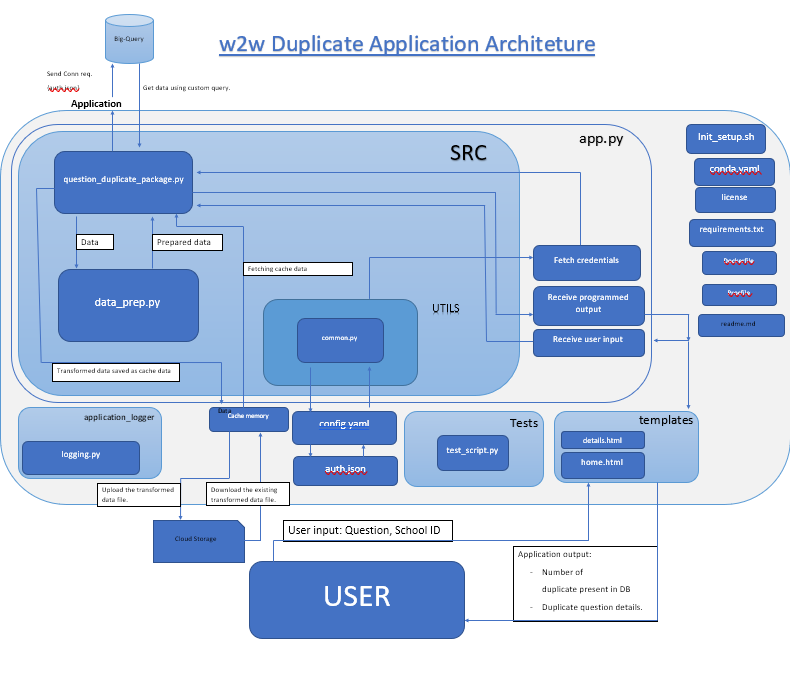 Big-Query
w2w Duplicate Application Architeture
Send Conn req.
(auth.json)
Get data using custom query.
Application
app.py
SRC
Init_setup.sh
conda.yaml
license
requirements.txt
Dockerfile
Procfile
readme.md
question_duplicate_package.py
Data
Prepared data
Fetching cache data
data_prep.py
Fetch credentials
Receive programmed
output
Receive user input
UTILS
common.py
Transformed data saved as cache data
application_logger
logging.py
Data
Cache memory
config.yaml
auth.json
Tests
test_script.py
templates
details.html
home.html
Upload the transformed
data file.
Download the existing
transformed data file.
Cloud Storage
User input: Question, School ID
USER
Application output:
- Number of
duplicate present in DB
- Duplicate question details.